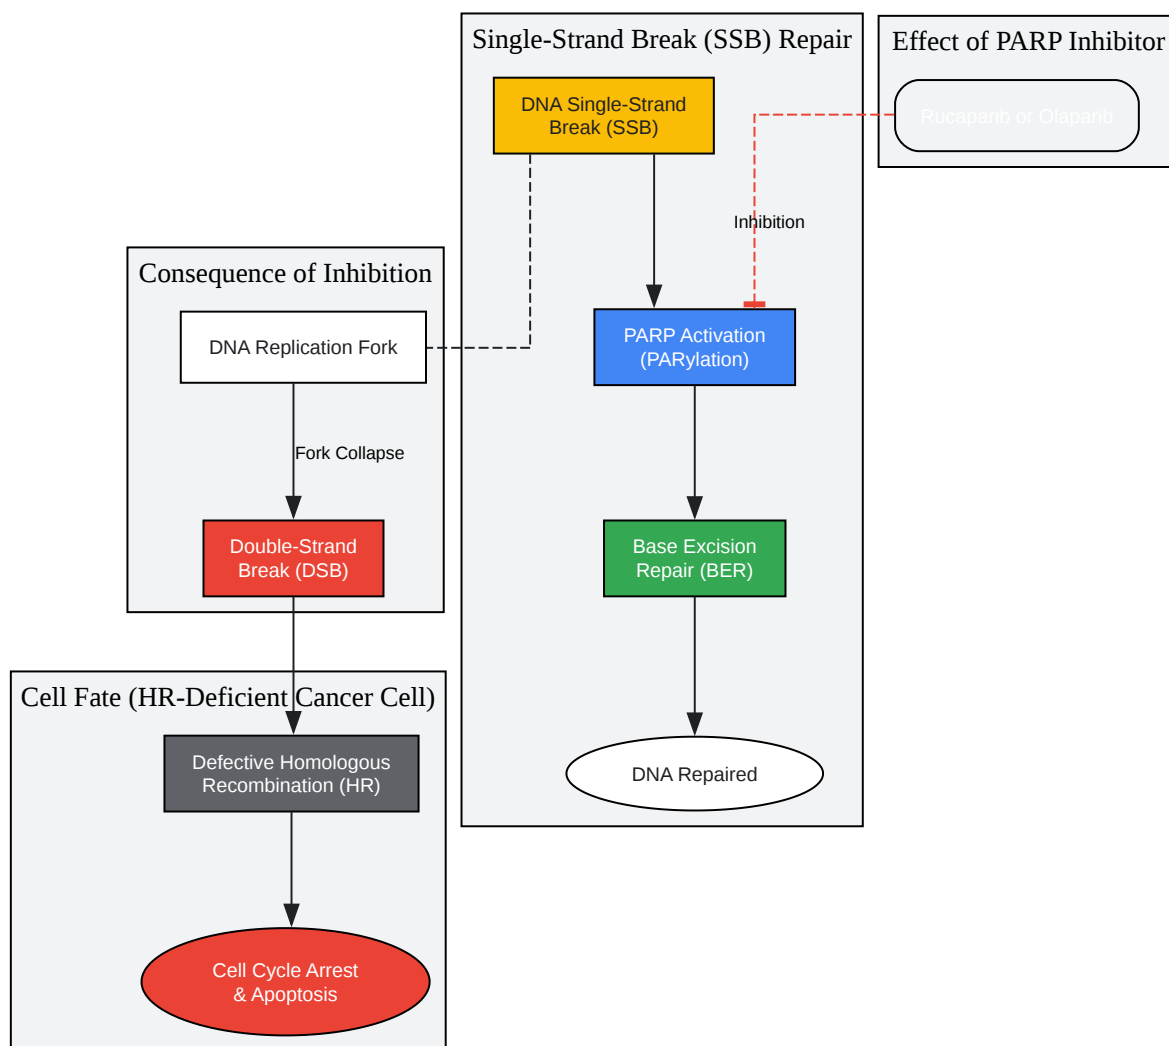 Single-Strand Break (SSB) Repair
DNA Single-Strand
Break (SSB)
Effect of PARP Inhibitor
Rucaparib or Olaparib
Inhibition
Consequence of Inhibition
DNA Replication Fork
PARP Activation
(PARylation)
Fork Collapse
Double-Strand
Break (DSB)
Base Excision
Repair (BER)
Cell Fate (HR-Deficient Cancer Cell)
Defective Homologous
Recombination (HR)
DNA Repaired
Cell Cycle Arrest
& Apoptosis